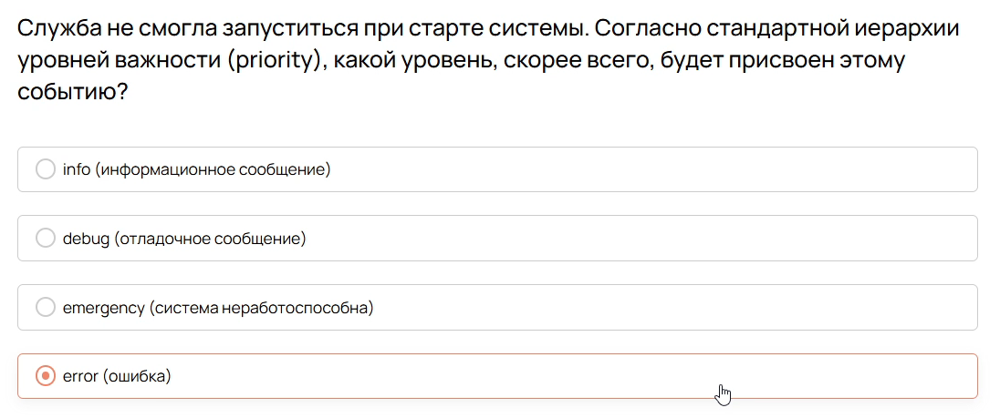 Служба не смогла запуститься при старте системы. Согласно стандартной иерархии
уровней важности (priority), какой уровень, скорее всего, будет присвоен этому
событию?
info (информационное сообщение)
debug (отладочное сообщение)
emergency (система неработоспособна)
error (ошибка)